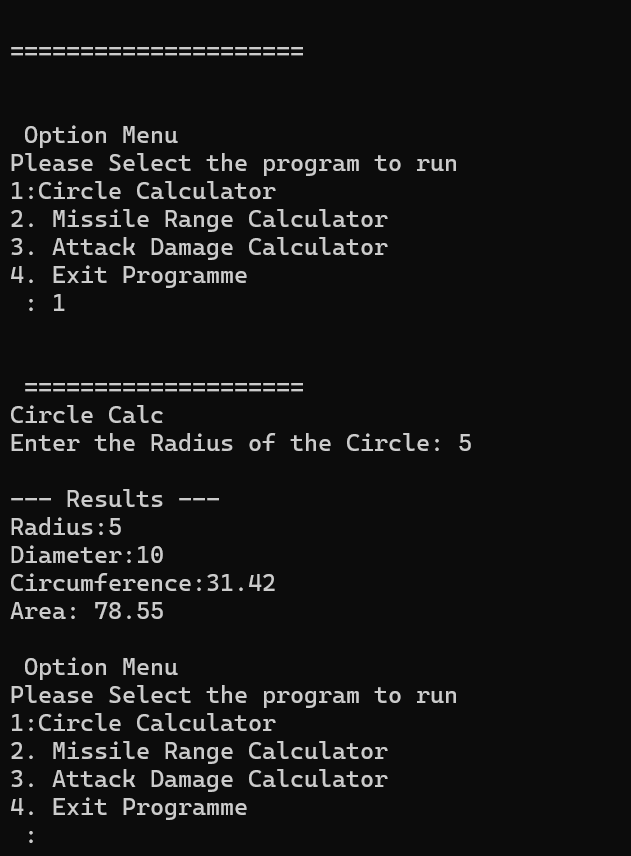 =====================
 Option Menu
Please Select the program to run
1:Circle Calculator
2. Missile Range Calculator
3. Attack Damage Calculator
4. Exit Programme
 : 1
 ====================
Circle Calc
Enter the Radius of the Circle: 5
--- Results ---
Radius:5
Diameter:10
Circumference:31.42
Area: 78.55
 Option Menu
Please Select the program to run
1:Circle Calculator
2. Missile Range Calculator
3. Attack Damage Calculator
4. Exit Programme
 :